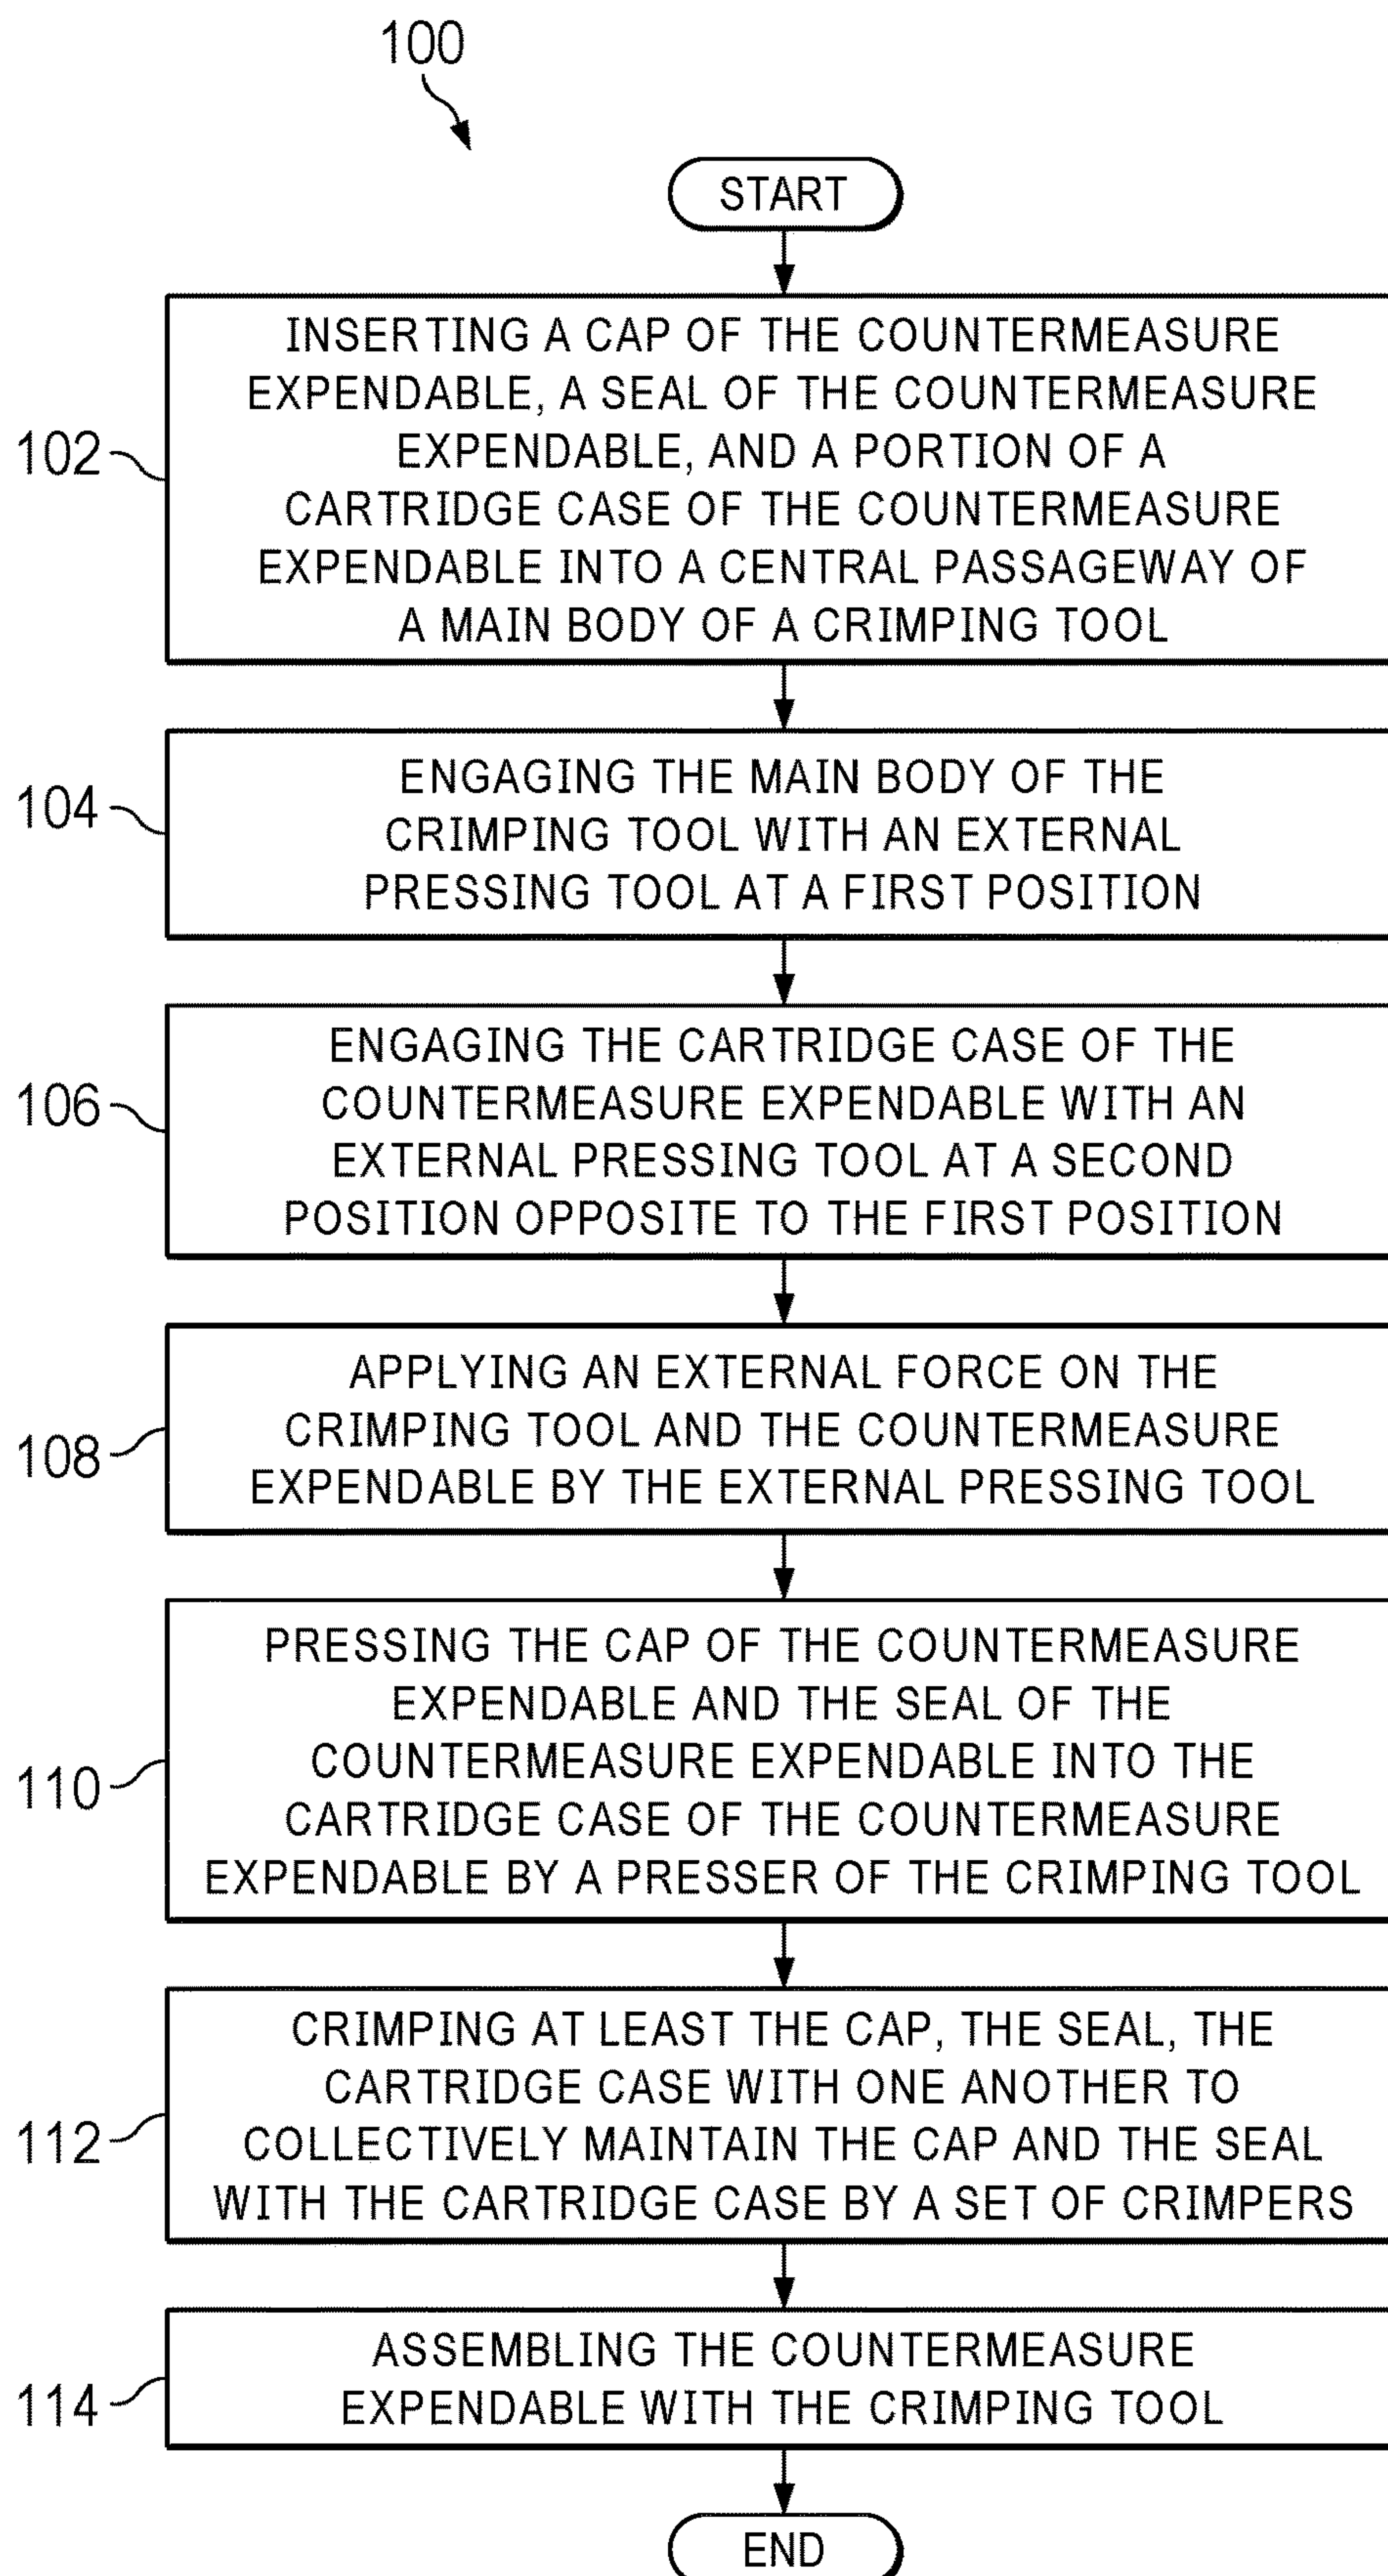 100
START
102
INSERTING A CAP OF THE COUNTERMEASURE
EXPENDABLE, A SEAL OF THE COUNTERMEASURE
EXPENDABLE, AND A PORTION OF A
CARTRIDGE CASE OF THE COUNTERMEASURE
EXPENDABLE INTO A CENTRAL PASSAGEWAY OF
A MAIN BODY OF A CRIMPING TOOL
104
ENGAGING THE MAIN BODY OF THE
CRIMPING TOOL WITH AN EXTERNAL
PRESSING TOOL AT A FIRST POSITION
106
ENGAGING THE CARTRIDGE CASE OF THE
COUNTERMEASURE EXPENDABLE WITH AN
EXTERNAL PRESSING TOOL AT A SECOND
POSITION OPPOSITE TO THE FIRST POSITION
108
APPLYING AN EXTERNAL FORCE ON THE
CRIMPING TOOL AND THE COUNTERMEASURE
EXPENDABLE BY THE EXTERNAL PRESSING TOOL
110
PRESSING THE CAP OF THE COUNTERMEASURE
EXPENDABLE AND THE SEAL OF THE
COUNTERMEASURE EXPENDABLE INTO THE
CARTRIDGE CASE OF THE COUNTERMEASURE
EXPENDABLE BY A PRESSER OF THE CRIMPING TOOL
112
CRIMPING AT LEAST THE CAP, THE SEAL, THE
CARTRIDGE CASE WITH ONE ANOTHER TO
COLLECTIVELY MAINTAIN THE CAP AND THE SEAL
WITH THE CARTRIDGE CASE BY A SET OF CRIMPERS
114
ASSEMBLING THE COUNTERMEASURE
EXPENDABLE WITH THE CRIMPING TOOL
END